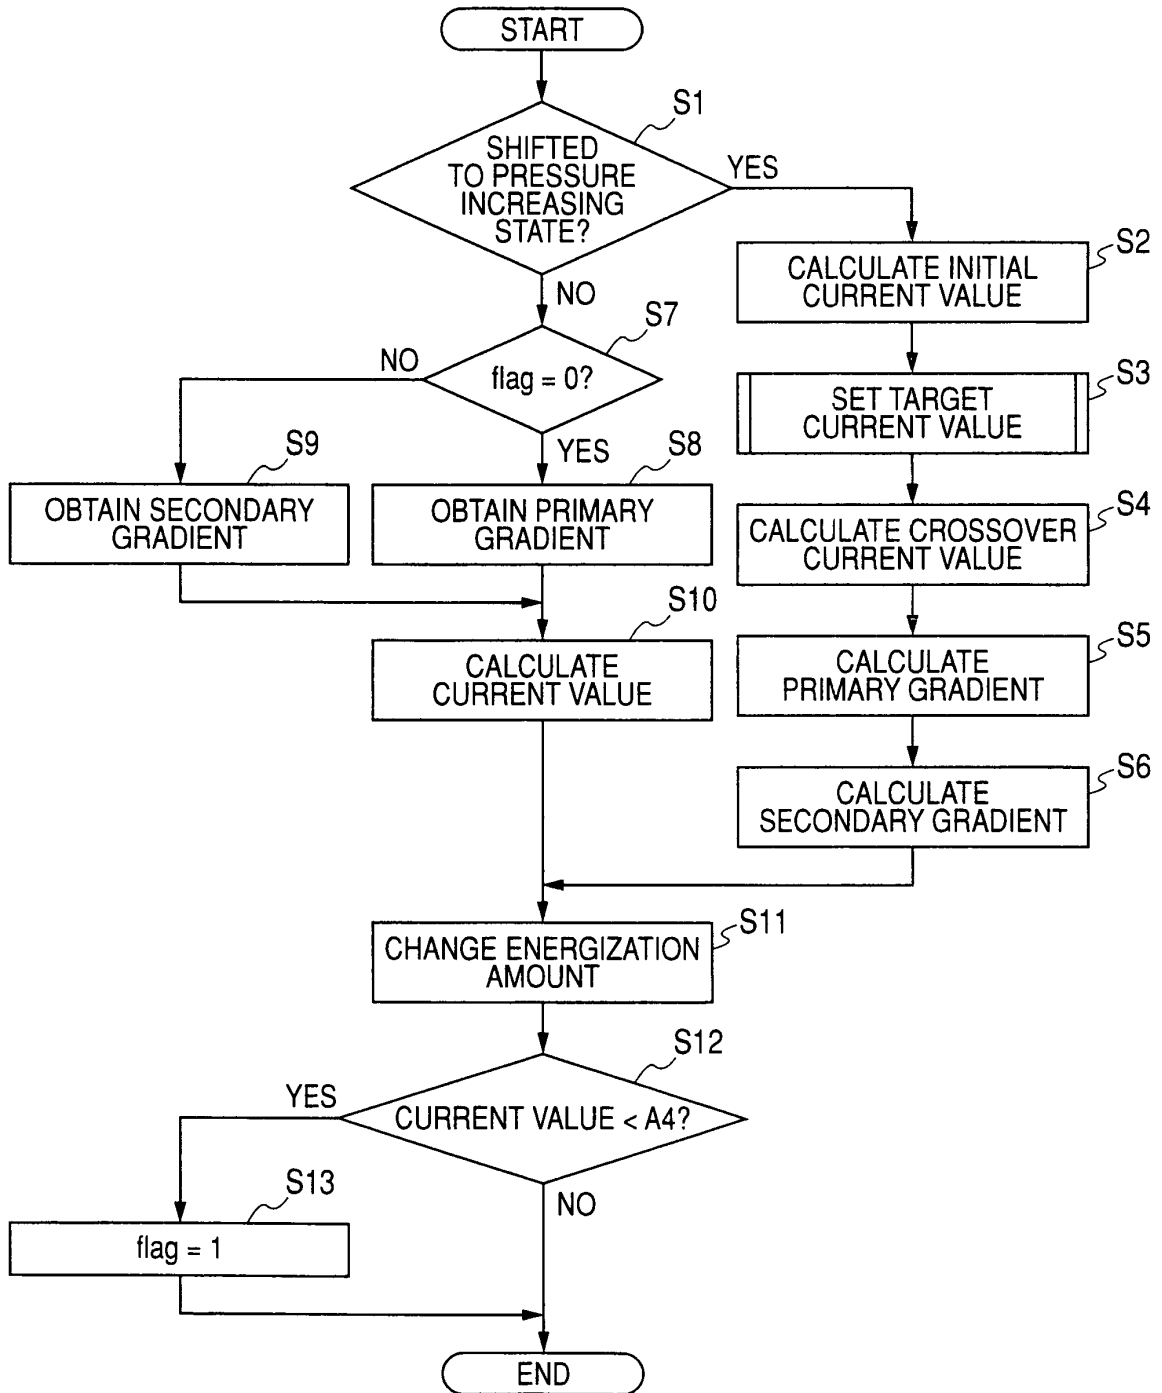 START
S1
SHIFTED
TO PRESSURE
INCREASING
STATE?
YES
NO
S2
CALCULATE INITIAL
CURRENT VALUE
S3
SET TARGET
CURRENT VALUE
S4
CALCULATE CROSSOVER
CURRENT VALUE
S5
CALCULATE
PRIMARY GRADIENT
S6
CALCULATE
SECONDARY GRADIENT
S7
flag = 0?
NO
YES
S9
OBTAIN SECONDARY
GRADIENT
S8
OBTAIN PRIMARY
GRADIENT
S10
CALCULATE
CURRENT VALUE
S11
CHANGE ENERGIZATION
AMOUNT
S12
CURRENT VALUE < A4?
YES
NO
S13
flag = 1
END